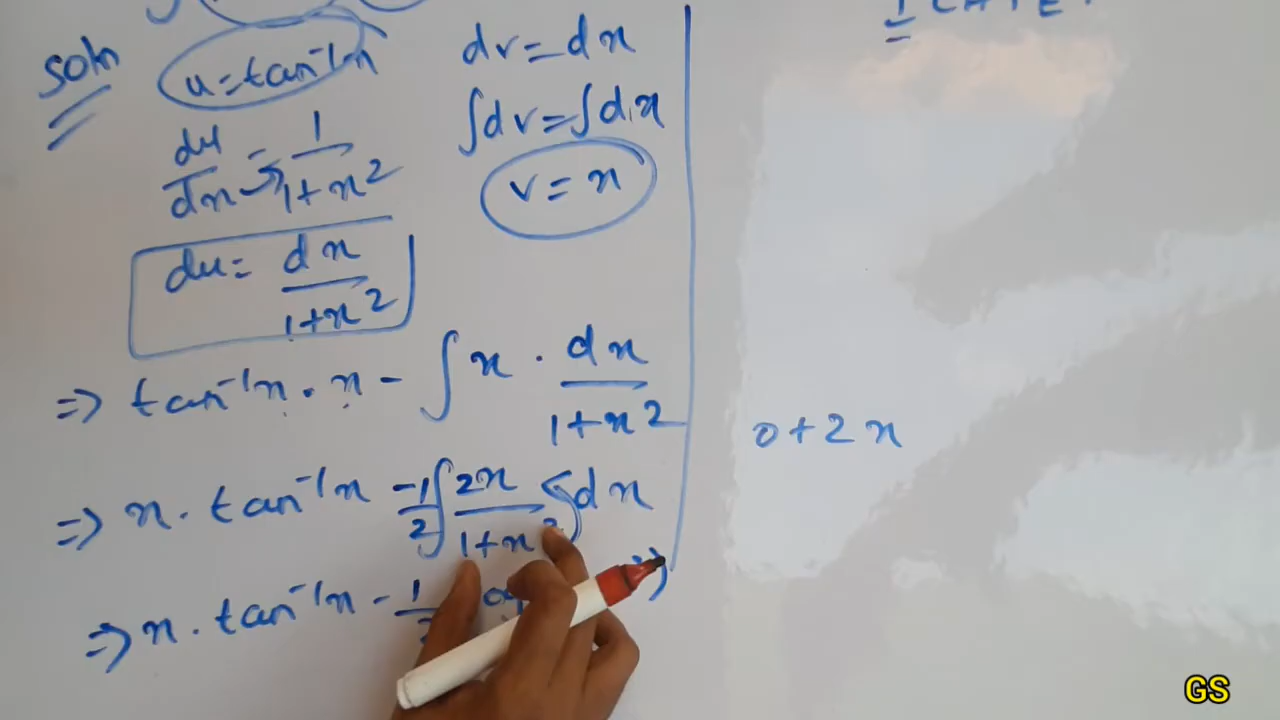 Soln
u = tan⁻¹x
dv = dx
du/dx = 1/1+x²
∫dv = ∫dx
v = x
du = dx/1+x²
⇒ tan⁻¹x . x - ∫ x . dx/1+x²
0 + 2x
⇒ x . tan⁻¹x - 1/2 ∫ 2x/1+x² dx
⇒ x . tan⁻¹x - 1/2
GS